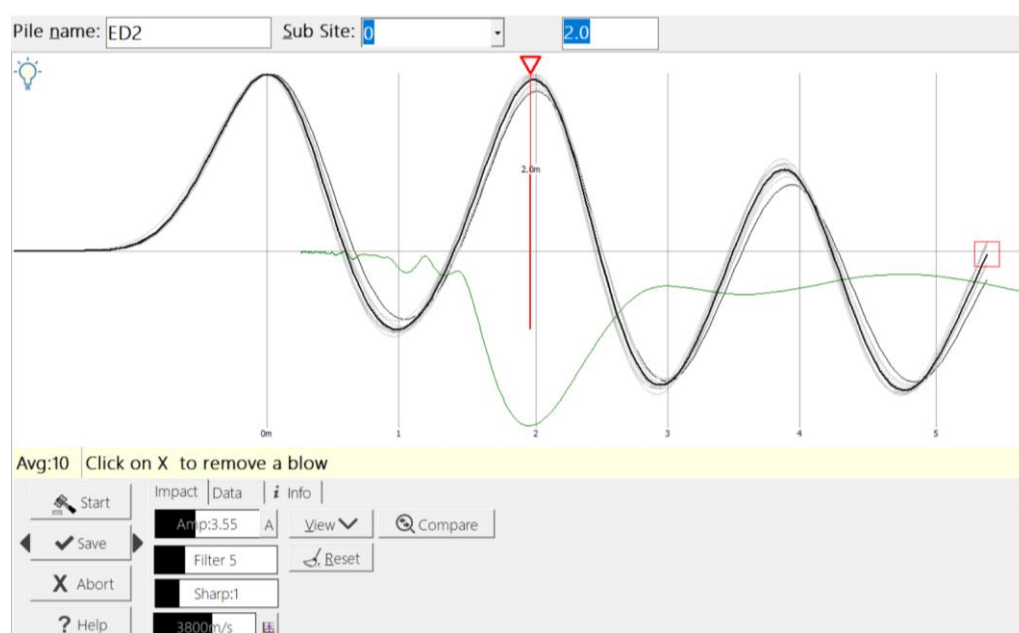 Pile name: ED2 Sub Site: 0 2.0
2.0m
0m 1 2 3 4 5
Avg:10 Click on X to remove a blow
Start Impact Data i Info
Amp:3.55 A View Compare
Save
Filter 5 Reset
X Abort
Sharp:1
? Help
3800m/s